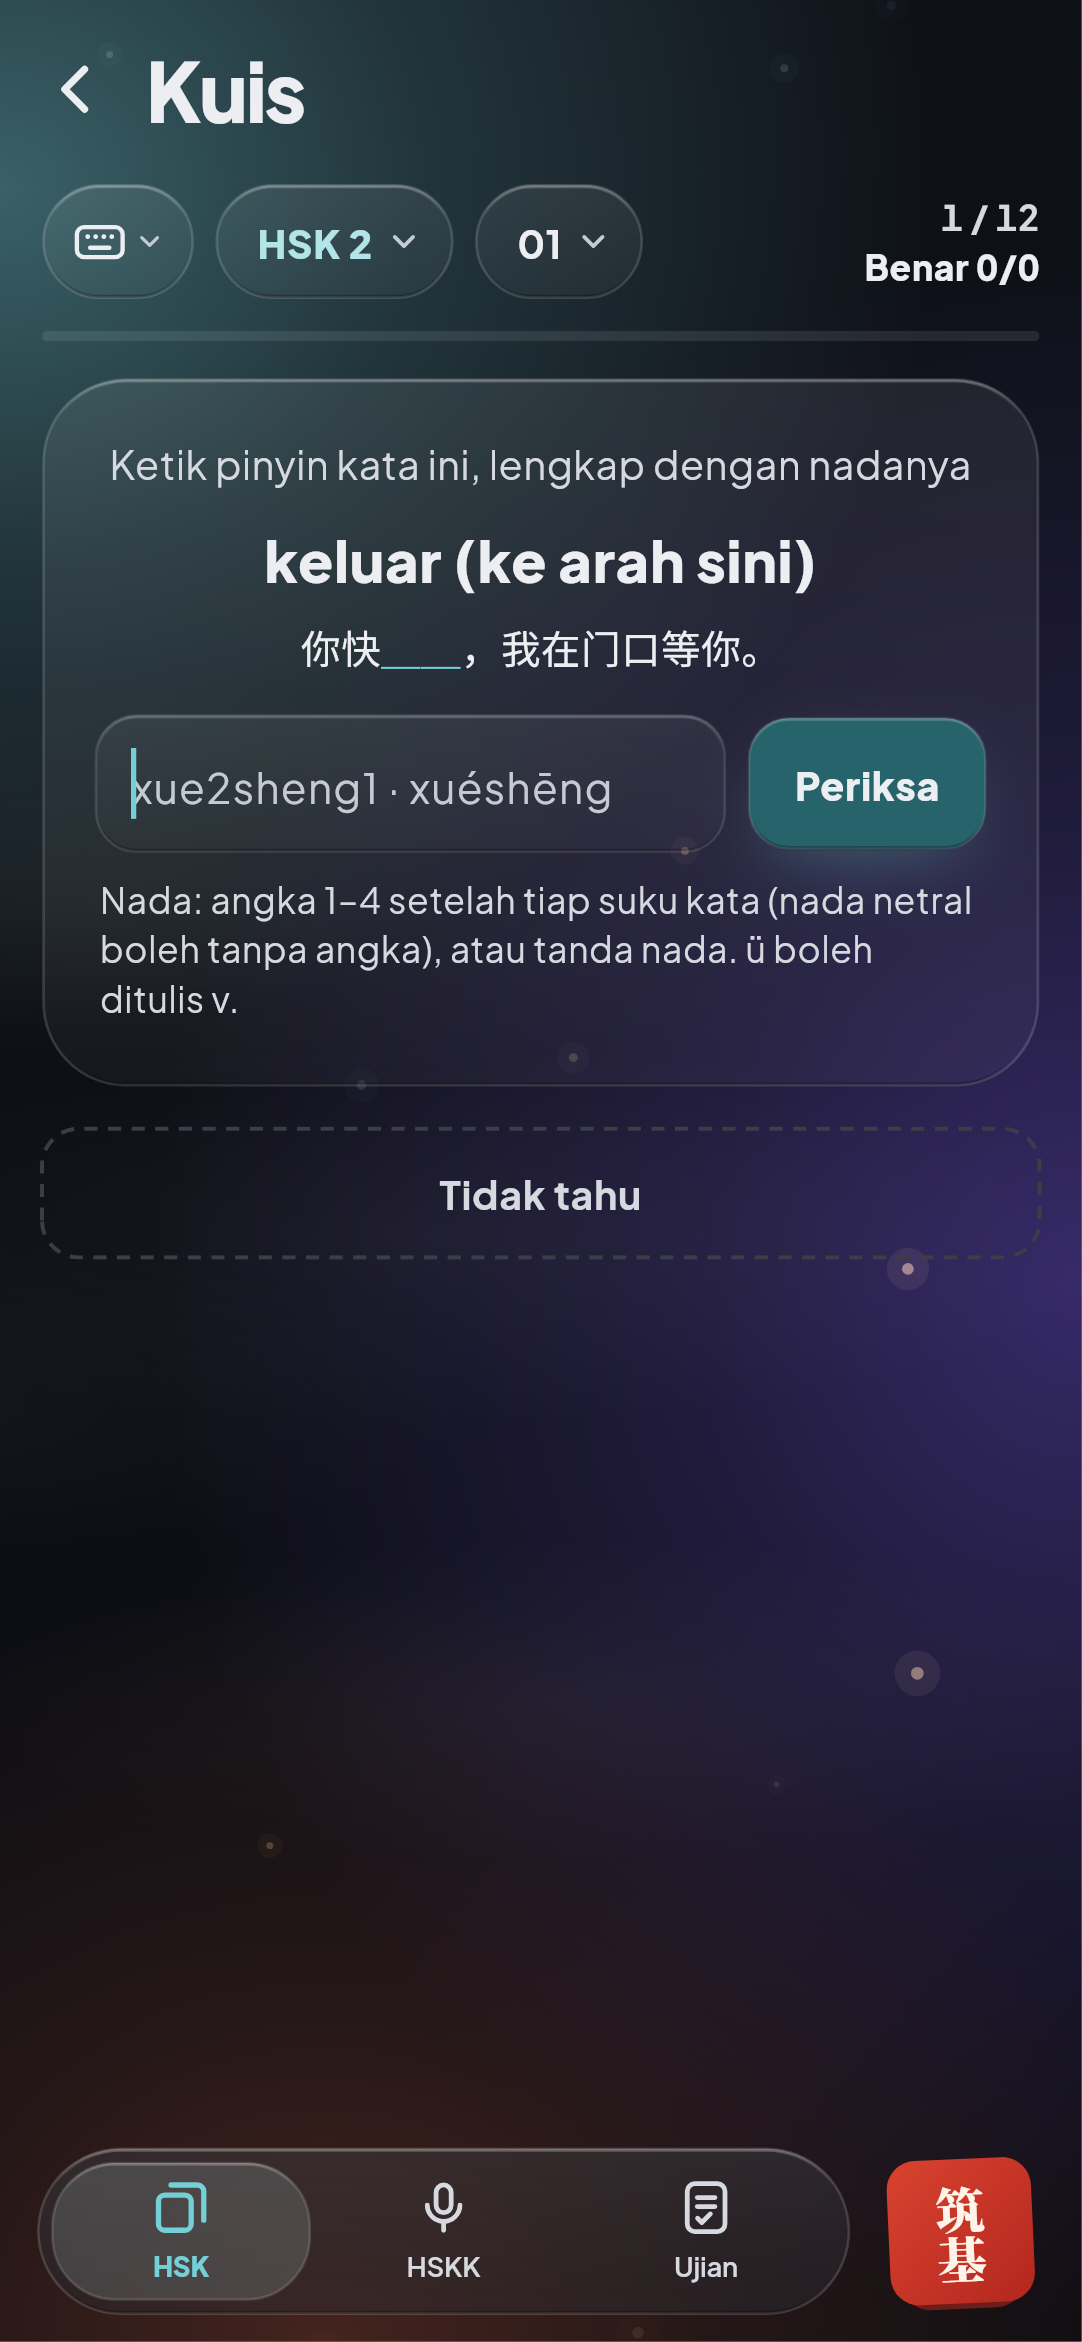 Kuis
HSK 2
01
1 / 12
Benar 0/0
Ketik pinyin kata ini, lengkap dengan nadanya
keluar (ke arah sini)
你快____，我在门口等你。
xue2sheng1 · xuéshēng
Periksa
Nada: angka 1–4 setelah tiap suku kata (nada netral
boleh tanpa angka), atau tanda nada. ü boleh
ditulis v.
Tidak tahu
HSK
HSKK
Ujian
筑
基